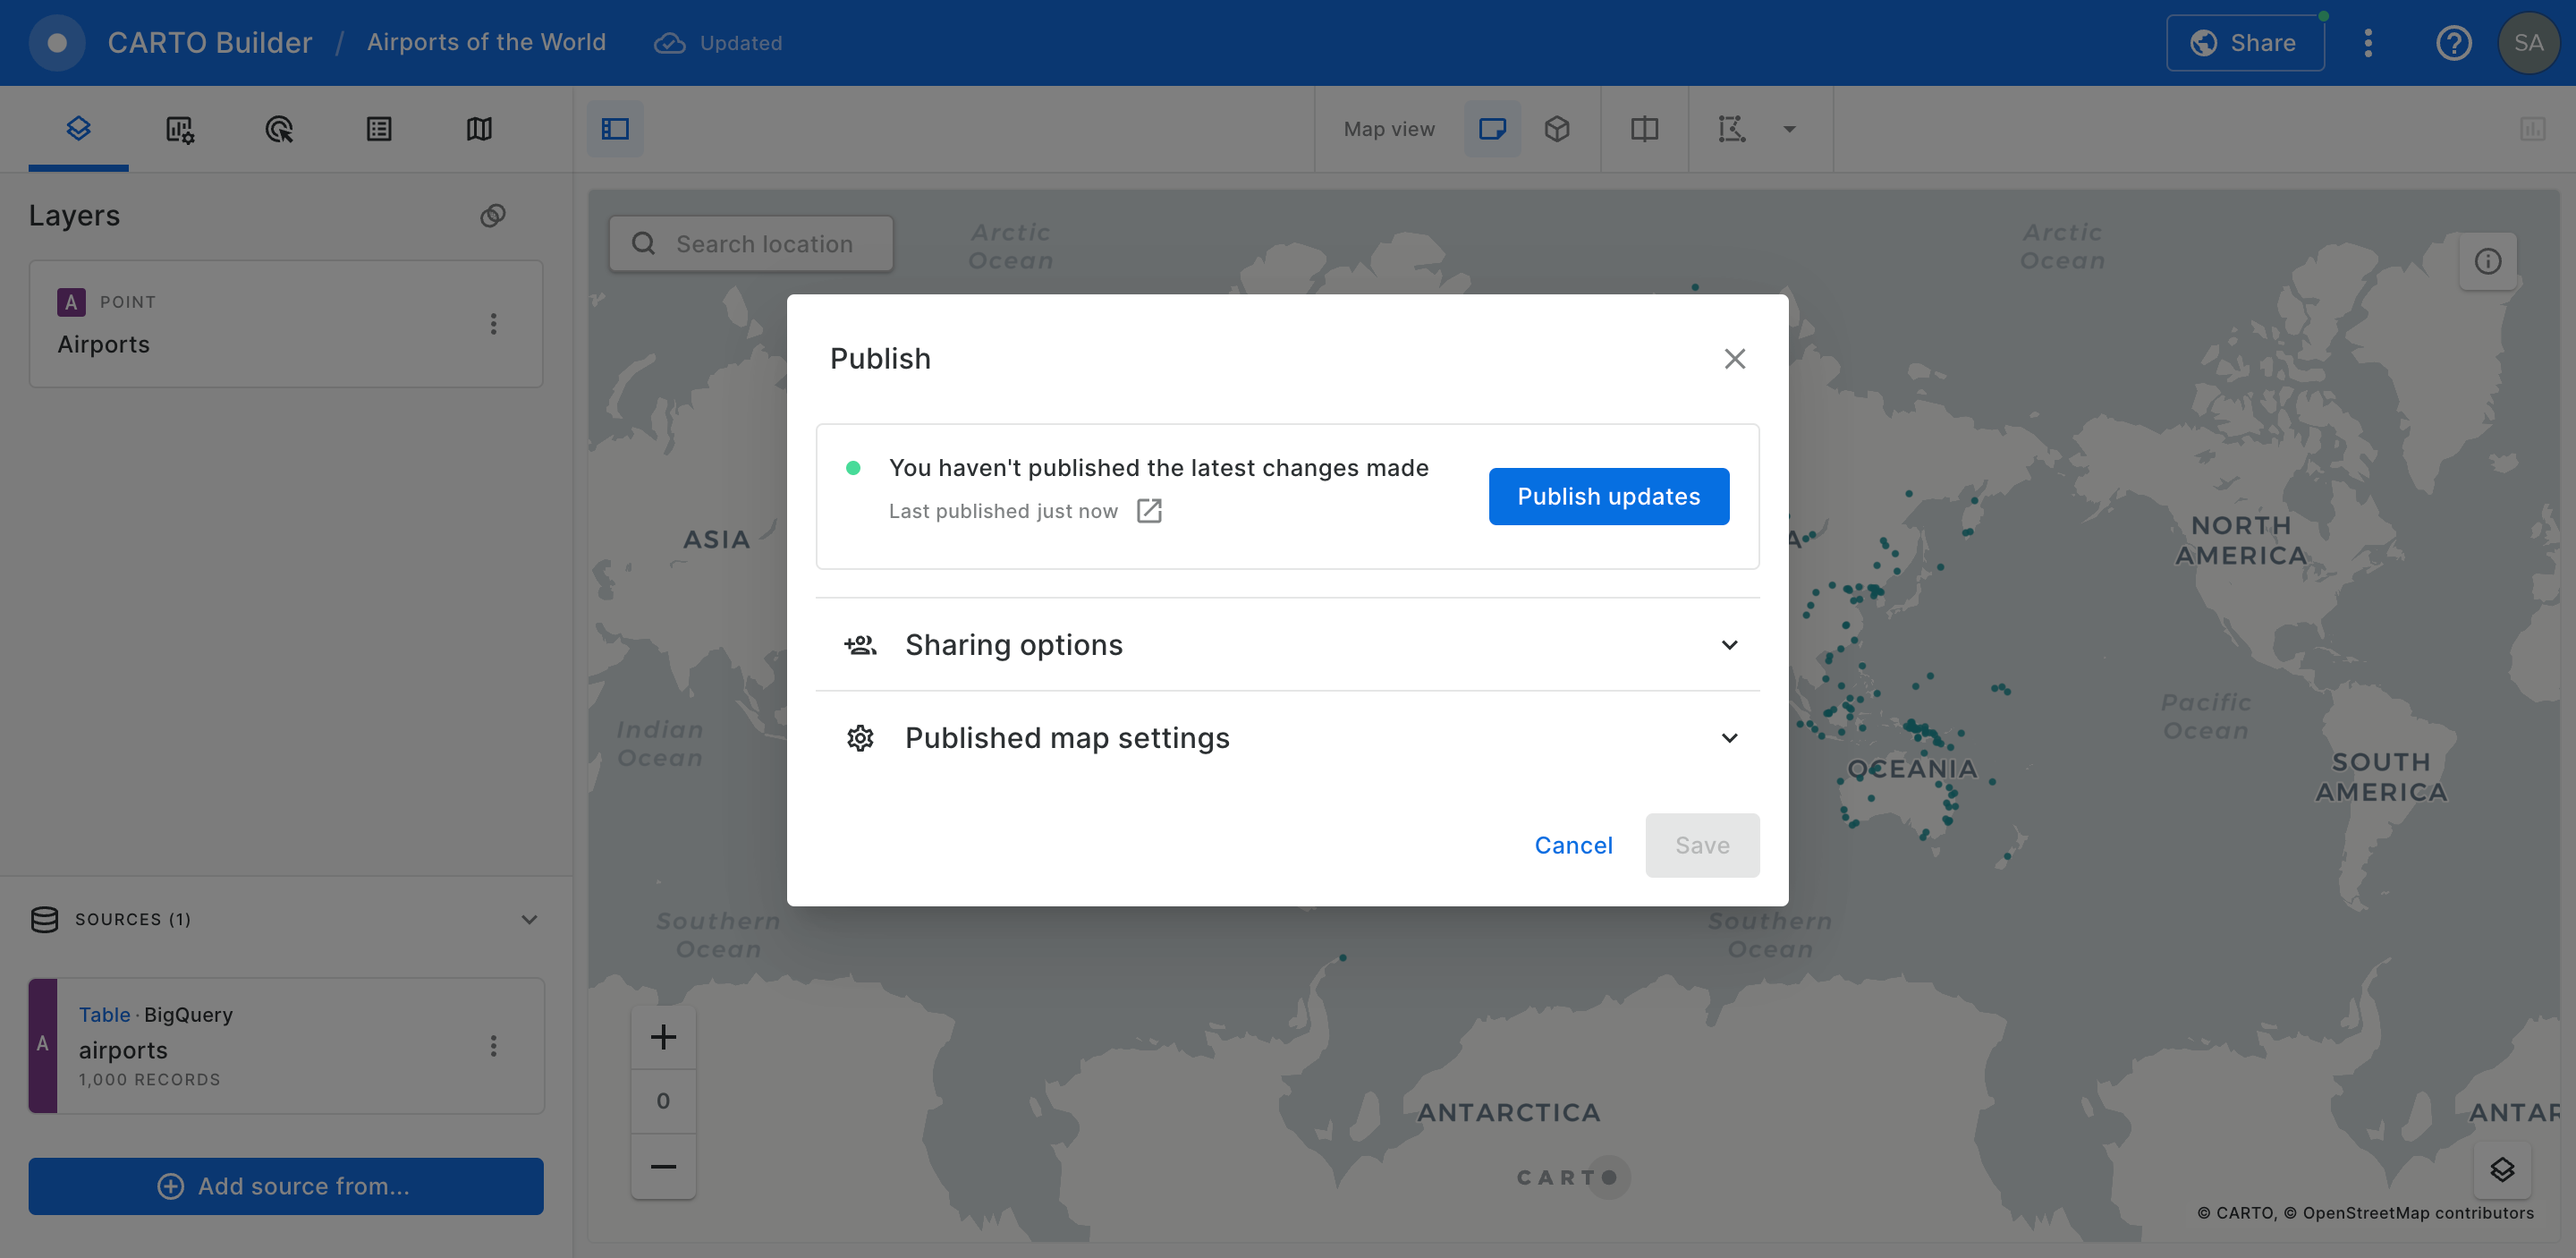 CARTO Builder / Airports of the World Updated Share SA
Map view
Layers
Search location
Arctic
Ocean
Arctic
Ocean
A POINT
Airports
Publish
You haven't published the latest changes made
Last published just now
Publish updates
ASIA
A
NORTH
AMERICA
Sharing options
Indian
Ocean
Pacific
Ocean
Published map settings
OCEANIA
SOUTH
AMERICA
Cancel
Save
SOURCES (1)
Southern
Ocean
Southern
Ocean
A
Table · BigQuery
airports
1,000 RECORDS
0
ANTARCTICA
ANTAR
CARTO
Add source from...
© CARTO, © OpenStreetMap contributors